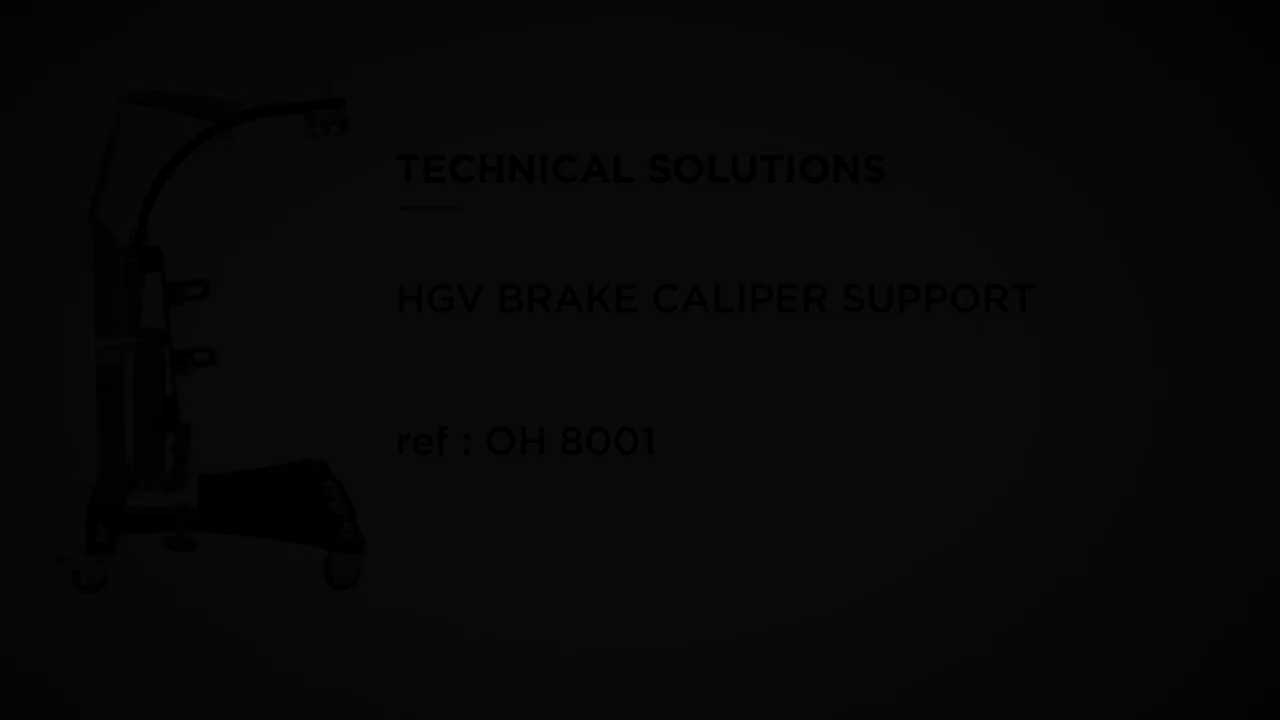 TECHNICAL SOLUTIONS
HGV BRAKE CALIPER SUPPORT
ref : OH 8001